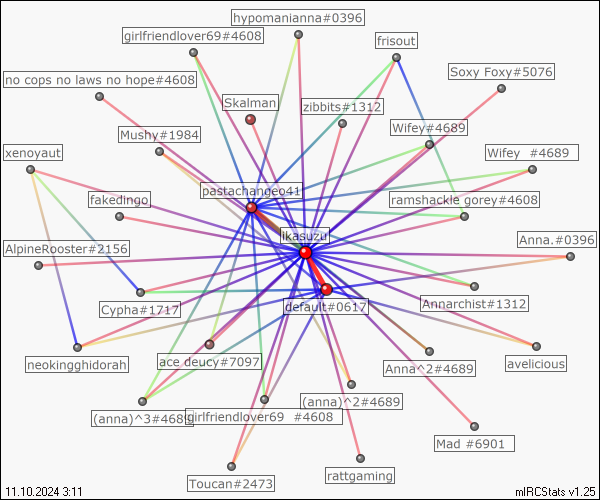 hypomanianna#0396
girlfriendlover69#4608
frisout
Soxy Foxy#5076
no cops no laws no hope#4608
Skalman
zibbits#1312
Mushy#1984
Wifey#4689
xenoyaut
Wifey #4689
pastachangeo41
fakedingo
ramshackle gorey#4608
ikasuzu
Anna.#0396
AlpineRooster#2156
Cypha#1717
default#0617
Annarchist#1312
neokingghidorah
ace deucy#7097
Anna^2#4689
avelicious
(anna)^2#4689
(anna)^3#4689
girlfriendlover69 #4608
Mad #6901
Toucan#2473
rattgaming
11.10.2024 3:11
mIRCStats v1.25